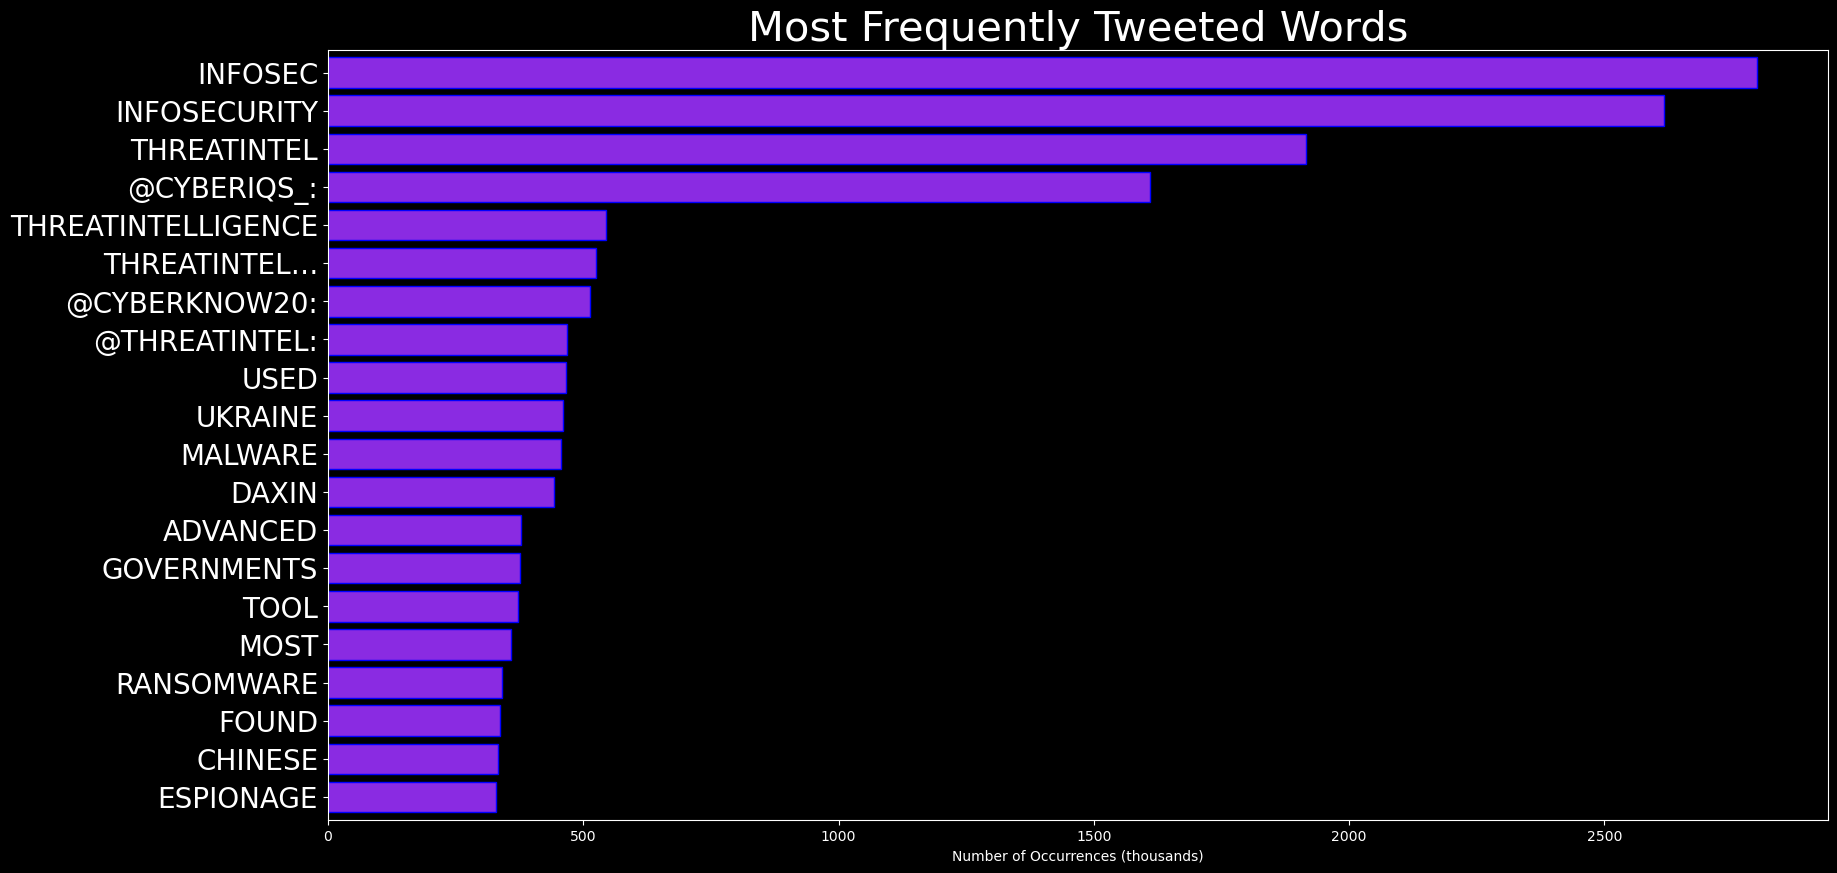 Most Frequently Tweeted Words
INFOSEC
INFOSECURITY
THREATINTEL
@CYBERIQS_:
THREATINTELLIGENCE
THREATINTEL…
@CYBERKNOW20:
@THREATINTEL:
USED
UKRAINE
MALWARE
DAXIN
ADVANCED
GOVERNMENTS
TOOL
MOST
RANSOMWARE
FOUND
CHINESE
ESPIONAGE
0 500 1000 1500 2000 2500
Number of Occurrences (thousands)